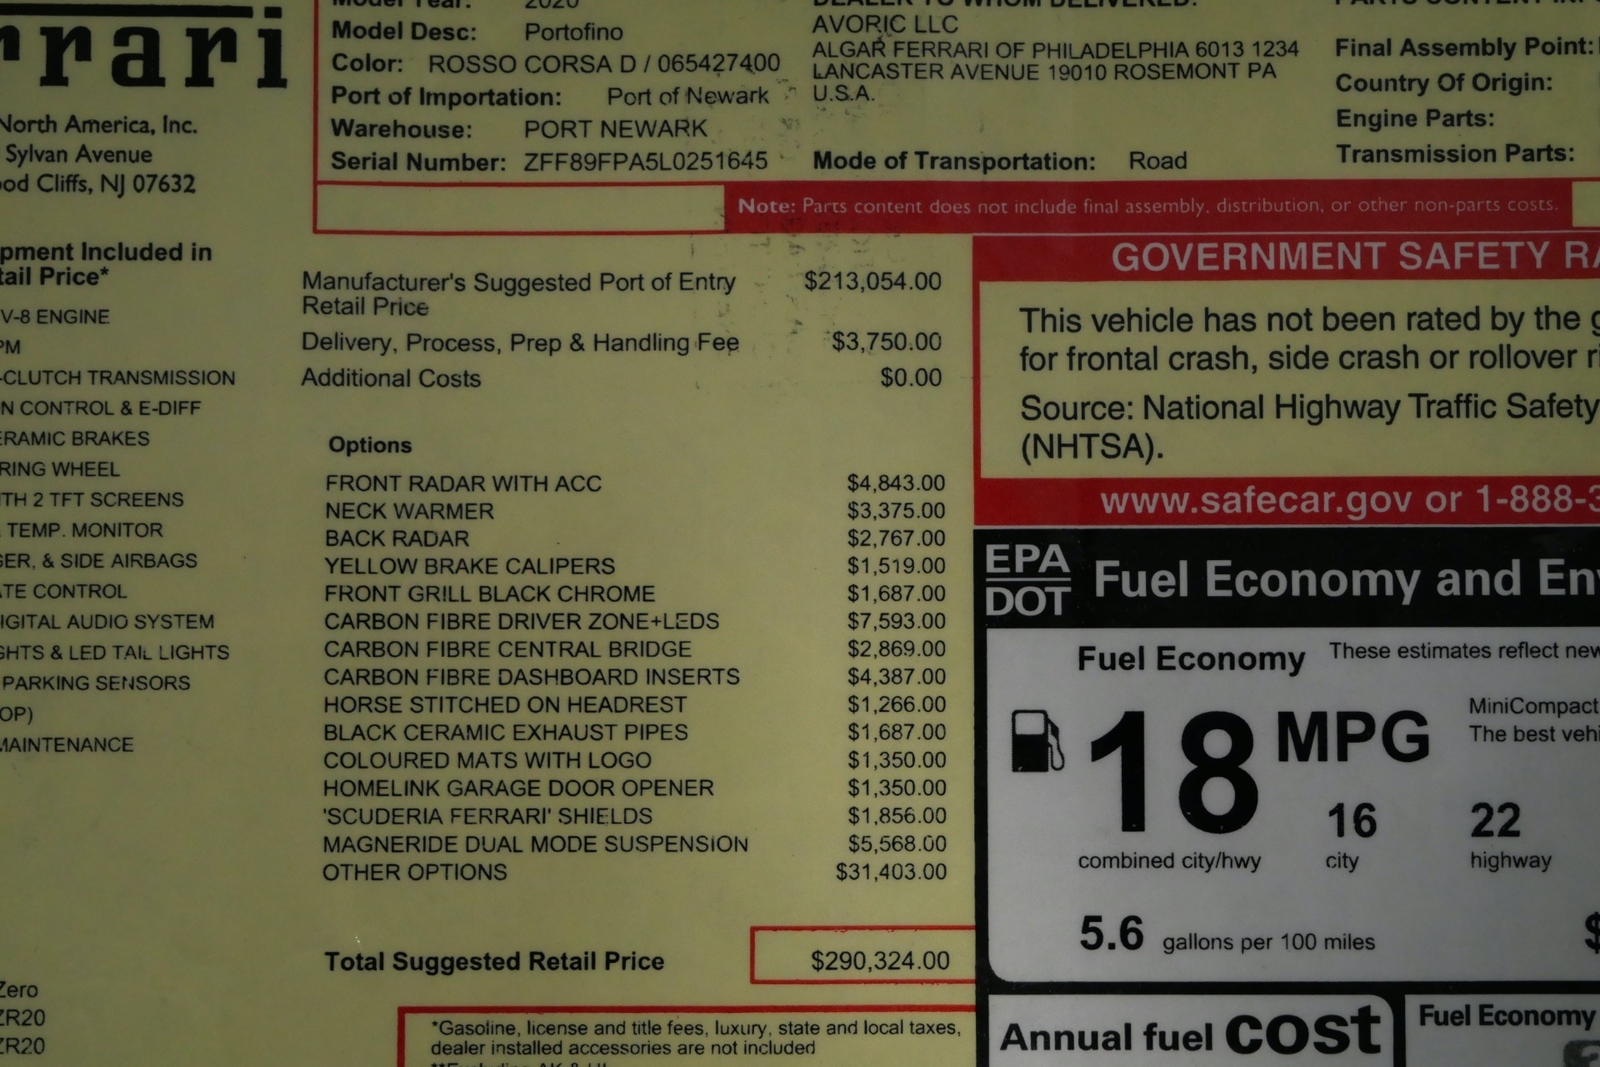 rrari
North America, Inc.
Sylvan Avenue
ood Cliffs, NJ 07632
Model Year: 2020
Model Desc: Portofino
Color: ROSSO CORSA D / 065427400
Port of Importation: Port of Newark
Warehouse: PORT NEWARK
Serial Number: ZFF89FPA5L0251645
DEALER TO WHOM DELIVERED:
AVORIC LLC
ALGAR FERRARI OF PHILADELPHIA 6013 1234
LANCASTER AVENUE 19010 ROSEMONT PA
U.S.A.
Mode of Transportation: Road
PARTS CONTENT INF
Final Assembly Point:
Country Of Origin:
Engine Parts:
Transmission Parts:
Note: Parts content does not include final assembly, distribution, or other non-parts costs.
pment Included in
tail Price*
V-8 ENGINE
PM
-CLUTCH TRANSMISSION
N CONTROL & E-DIFF
ERAMIC BRAKES
RING WHEEL
ITH 2 TFT SCREENS
TEMP. MONITOR
GER, & SIDE AIRBAGS
ATE CONTROL
IGITAL AUDIO SYSTEM
GHTS & LED TAIL LIGHTS
PARKING SENSORS
OP)
MAINTENANCE
Zero
ZR20
ZR20
Manufacturer's Suggested Port of Entry $213,054.00
Retail Price
Delivery, Process, Prep & Handling Fee $3,750.00
Additional Costs $0.00
Options
FRONT RADAR WITH ACC $4,843.00
NECK WARMER $3,375.00
BACK RADAR $2,767.00
YELLOW BRAKE CALIPERS $1,519.00
FRONT GRILL BLACK CHROME $1,687.00
CARBON FIBRE DRIVER ZONE+LEDS $7,593.00
CARBON FIBRE CENTRAL BRIDGE $2,869.00
CARBON FIBRE DASHBOARD INSERTS $4,387.00
HORSE STITCHED ON HEADREST $1,266.00
BLACK CERAMIC EXHAUST PIPES $1,687.00
COLOURED MATS WITH LOGO $1,350.00
HOMELINK GARAGE DOOR OPENER $1,350.00
'SCUDERIA FERRARI' SHIELDS $1,856.00
MAGNERIDE DUAL MODE SUSPENSION $5,568.00
OTHER OPTIONS $31,403.00
Total Suggested Retail Price $290,324.00
*Gasoline, license and title fees, luxury, state and local taxes,
dealer installed accessories are not included
GOVERNMENT SAFETY RA
This vehicle has not been rated by the g
for frontal crash, side crash or rollover ri
Source: National Highway Traffic Safety
(NHTSA).
www.safecar.gov or 1-888-3
EPA
DOT
Fuel Economy and Env
Fuel Economy
These estimates reflect new
18 MPG
MiniCompact
The best vehi
16
22
combined city/hwy
city
highway
5.6 gallons per 100 miles
$
Annual fuel cost
Fuel Economy